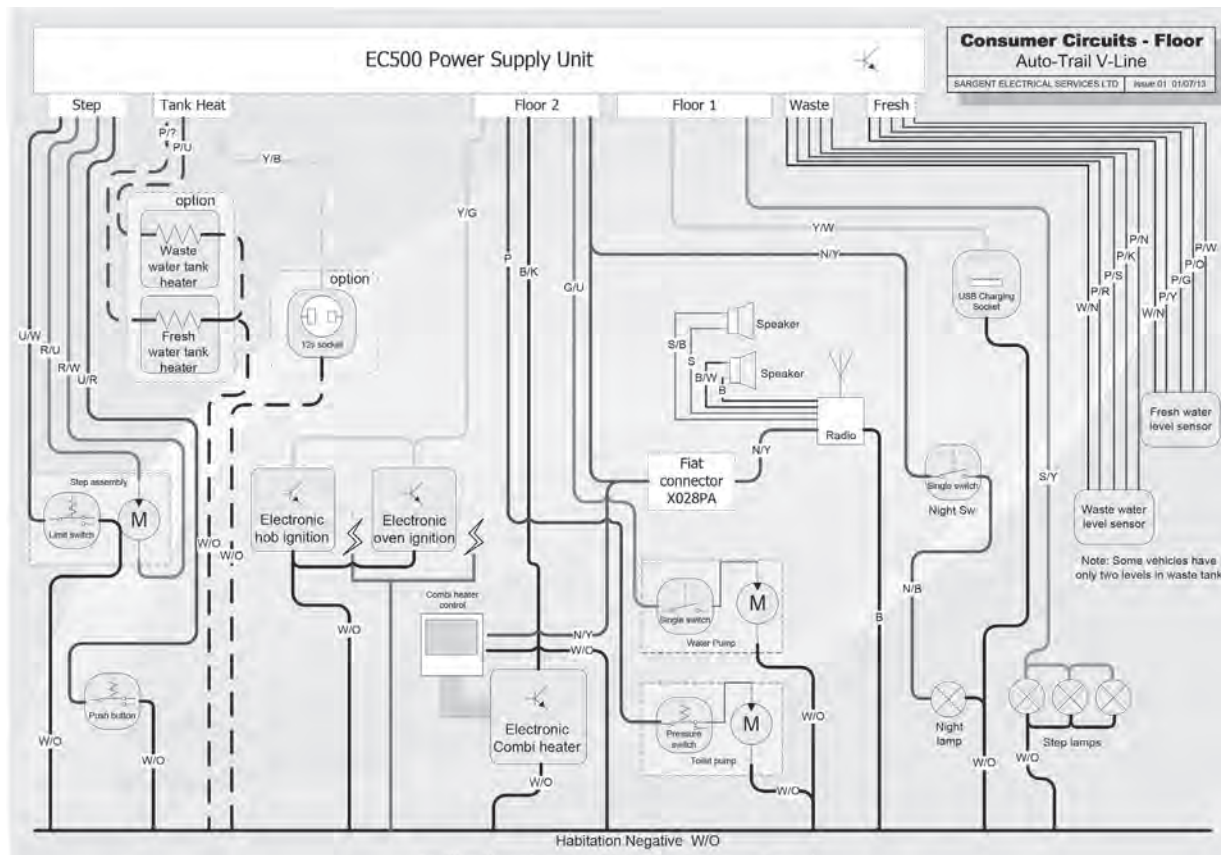 EC500 Power Supply Unit
Consumer Circuits - Floor
Auto-Trail V-Line
SARGENT ELECTRICAL SERVICES LTD
Issue 01 01/07/13
Step
Tank Heat
Floor 2
Floor 1
Waste
Fresh
P/?
P/U
Y/B
option
Waste
water tank
heater
Fresh
water tank
heater
option
12v socket
Y/G
P
B/K
G/U
Y/W
N/Y
USB Charging
Socket
P/N
P/K
P/S
P/R
W/N
P/W
P/O
P/G
P/Y
W/N
U/W
R/U
R/W
U/R
S/B
S
B/W
B
Speaker
Speaker
Radio
Fresh water
level sensor
N/Y
Fiat
connector
X028PA
Single switch
Night Sw
S/Y
Waste water
level sensor
Note: Some vehicles have
only two levels in waste tank
Step assembly
Limit switch
M
W/O
W/O
Electronic
hob ignition
Electronic
oven ignition
Combi heater
control
N/Y
W/O
W/O
Single switch
M
Water Pump
B
N/B
Push button
W/O
W/O
Electronic
Combi heater
W/O
Pressure
switch
M
Toilet pump
W/O
W/O
Night
lamp
W/O
Step lamps
W/O
Habitation Negative W/O